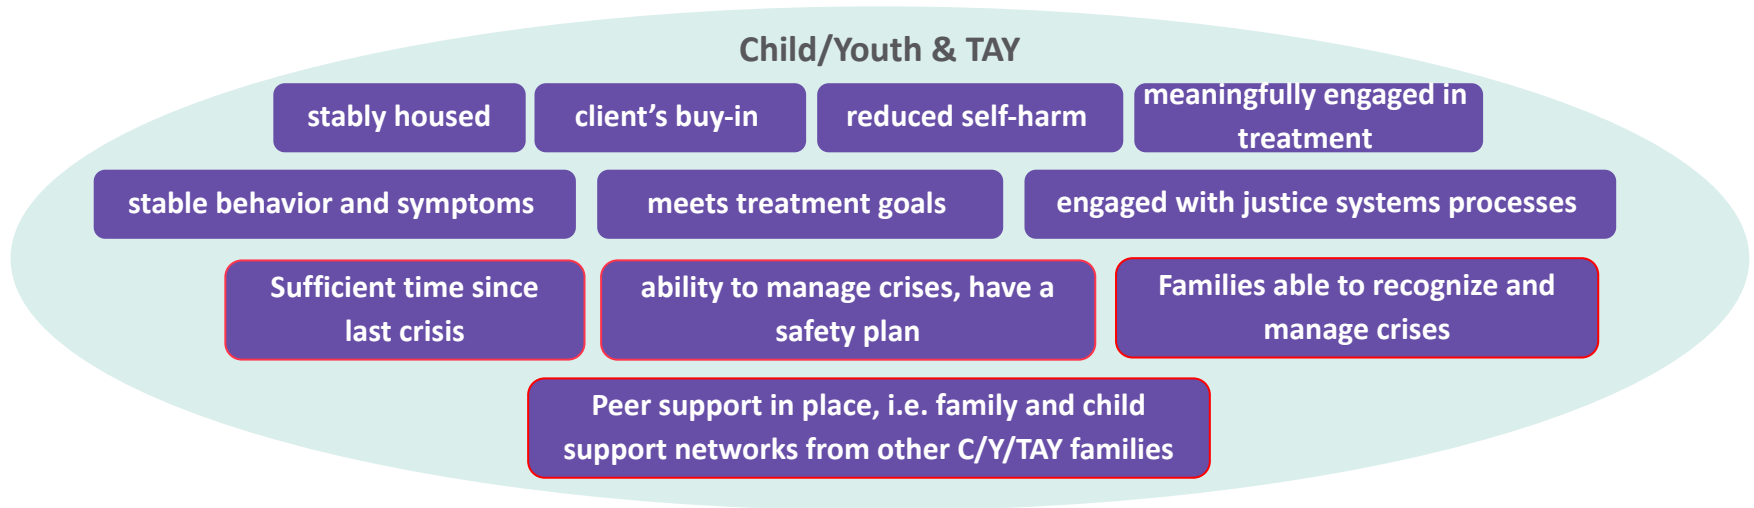 Child/Youth & TAY
stably housed
client’s buy-in
reduced self-harm
meaningfully engaged in
treatment
stable behavior and symptoms
meets treatment goals
engaged with justice systems processes
Sufficient time since
last crisis
ability to manage crises, have a
safety plan
Families able to recognize and
manage crises
Peer support in place, i.e. family and child
support networks from other C/Y/TAY families